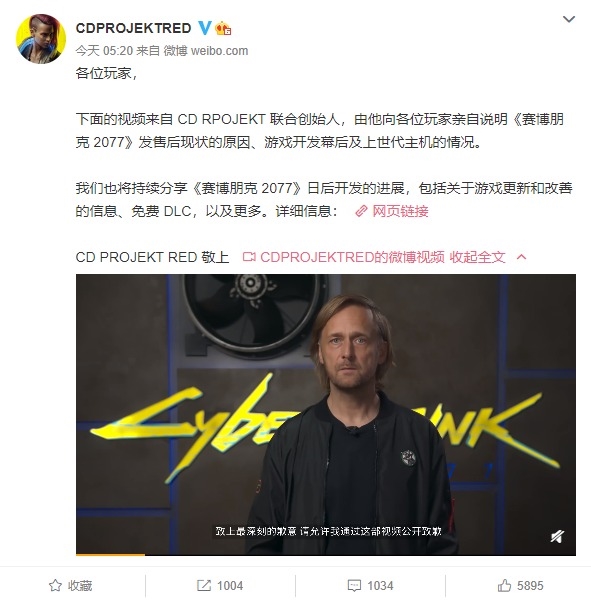 CDPROJEKTRED
今天 05:20 来自 微博 weibo.com
各位玩家，
下面的视频来自 CD RPOJEKT 联合创始人，由他向各位玩家亲自说明《赛博朋
克 2077》发售后现状的原因、游戏开发幕后及上世代主机的情况。
我们也将持续分享《赛博朋克 2077》日后开发的进展，包括关于游戏更新和改善
的信息、免费 DLC，以及更多。详细信息： 网页链接
CD PROJEKT RED 敬上 CDPROJEKTRED的微博视频 收起全文
Cybe NK
致上最深刻的歉意 请允许我通过这部视频公开致歉
收藏 1004 1034 5895